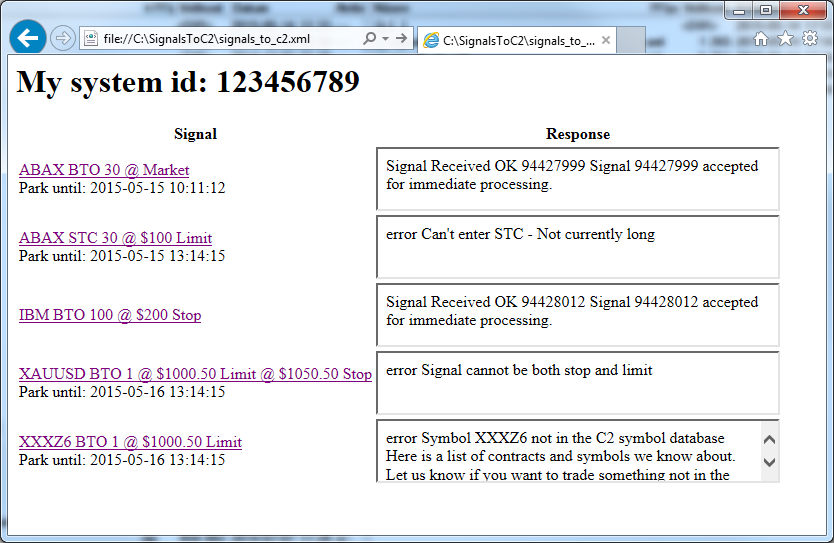 file://C:\SignalsToC2\signals_to_c2.xml
C:\SignalsToC2\signals_to_...
My system id: 123456789
Signal
Response
ABAX BTO 30 @ Market
Park until: 2015-05-15 10:11:12
Signal Received OK 94427999 Signal 94427999 accepted
for immediate processing.
ABAX STC 30 @ $100 Limit
Park until: 2015-05-15 13:14:15
error Can't enter STC - Not currently long
IBM BTO 100 @ $200 Stop
Signal Received OK 94428012 Signal 94428012 accepted
for immediate processing.
XAUUSD BTO 1 @ $1000.50 Limit @ $1050.50 Stop
Park until: 2015-05-16 13:14:15
error Signal cannot be both stop and limit
XXXZ6 BTO 1 @ $1000.50 Limit
Park until: 2015-05-16 13:14:15
error Symbol XXXZ6 not in the C2 symbol database
Here is a list of contracts and symbols we know about.
Let us know if you want to trade something not in the